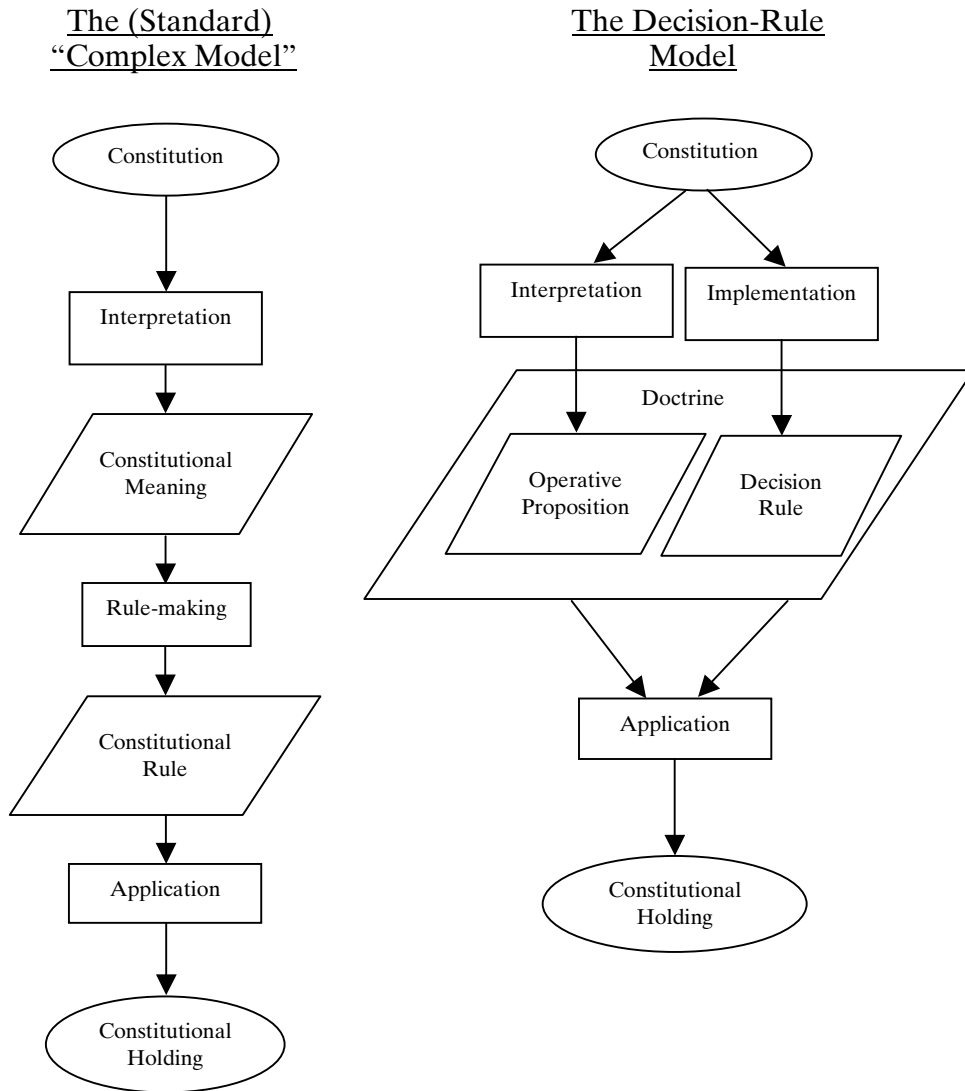 The (Standard)
“Complex Model”
Constitution
Interpretation
Constitutional
Meaning
Rule-making
Constitutional
Rule
Application
Constitutional
Holding
The Decision-Rule
Model
Constitution
Interpretation
Implementation
Doctrine
Operative
Proposition
Decision
Rule
Application
Constitutional
Holding